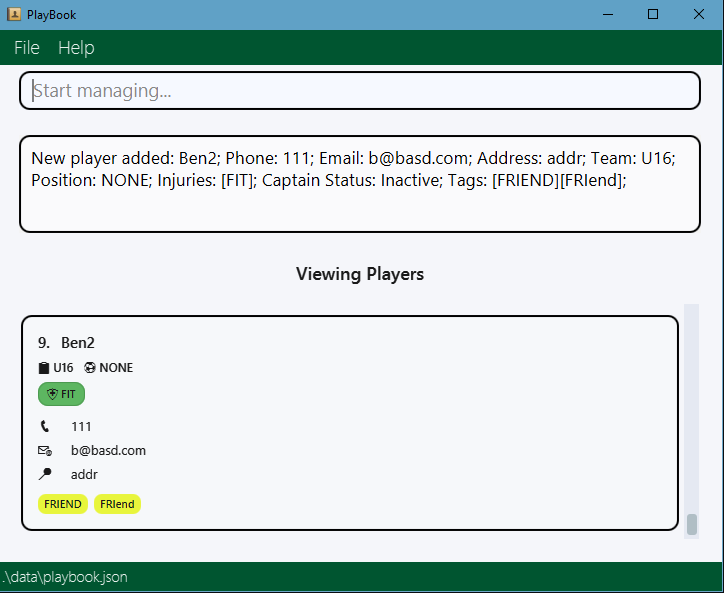 PlayBook
File Help
Start managing...
New player added: Ben2; Phone: 111; Email: b@basd.com; Address: addr; Team: U16;
Position: NONE; Injuries: [FIT]; Captain Status: Inactive; Tags: [FRIEND][FRIend];
Viewing Players
9. Ben2
U16 NONE
FIT
111
b@basd.com
addr
FRIEND FRIend
.\data\playbook.json